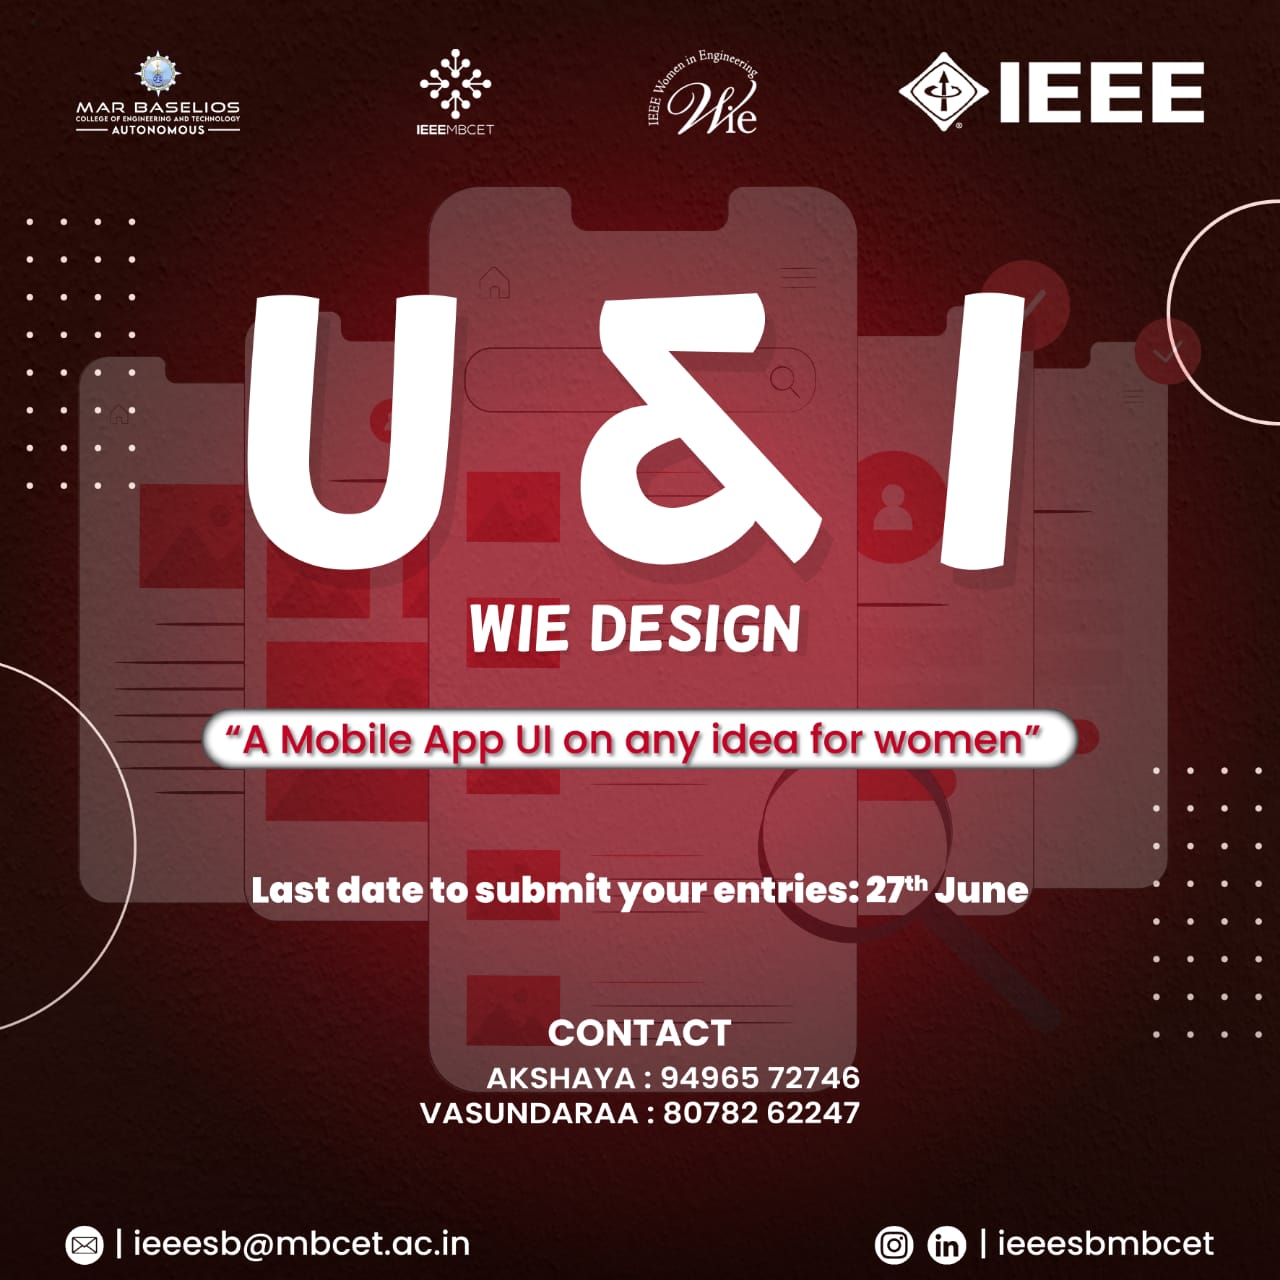 MAR BASELIOS
COLLEGE OF ENGINEERING AND TECHNOLOGY
AUTONOMOUS
IEEEMBCET
IEEE Women in Engineering
Wie
IEEE
U & I
WIE DESIGN
“A Mobile App UI on any idea for women”
Last date to submit your entries: 27th June
CONTACT
AKSHAYA : 94965 72746
VASUNDARAA : 80782 62247
| ieeesb@mbcet.ac.in
in | ieeesbmbcet